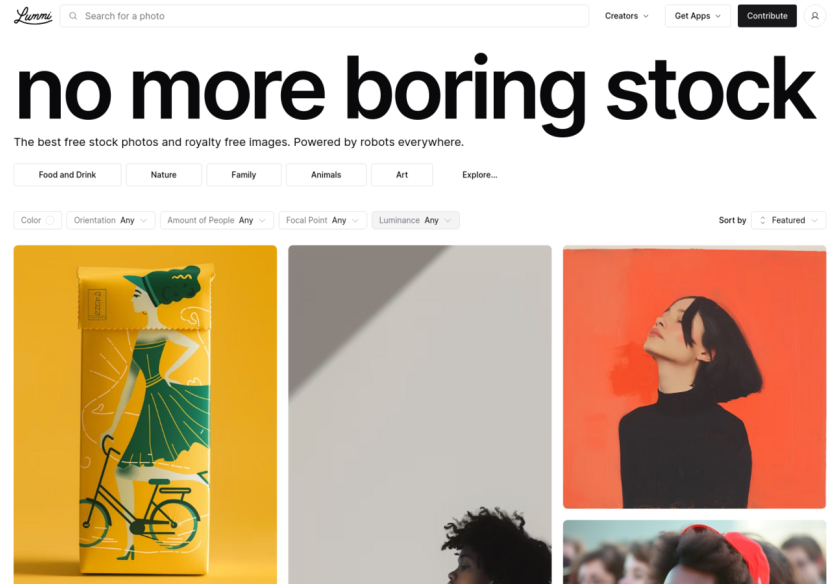 Lummi
Search for a photo
Creators
Get Apps
Contribute
no more boring stock
The best free stock photos and royalty free images. Powered by robots everywhere.
Food and Drink
Nature
Family
Animals
Art
Explore...
Color
Orientation Any
Amount of People Any
Focal Point Any
Luminance Any
Sort by
Featured